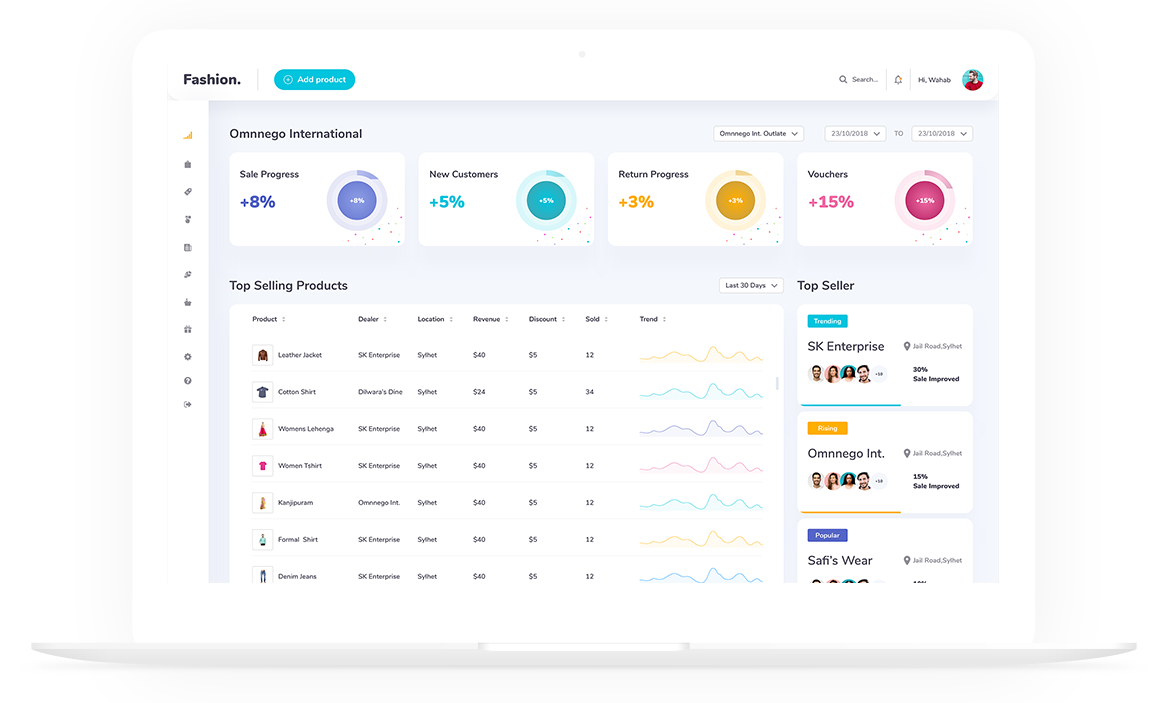 Fashion.
Add product
Search...
Hi, Wahab
Omnnego International
Omnnego Int. Outlate
23/10/2018 TO 23/10/2018
Sale Progress
+8%
+8%
New Customers
+5%
+5%
Return Progress
+3%
+3%
Vouchers
+15%
+15%
Top Selling Products
Last 30 Days
Product Dealer Location Revenue Discount Sold Trend
Leather Jacket SK Enterprise Sylhet $40 $5 12
Cotton Shirt Dilwara's Dine Sylhet $24 $5 34
Womens Lehenga SK Enterprise Sylhet $40 $5 12
Women Tshirt SK Enterprise Sylhet $40 $5 12
Kanjipuram Omnnego Int. Sylhet $40 $5 12
Formal Shirt SK Enterprise Sylhet $40 $5 12
Denim Jeans SK Enterprise Sylhet $40 $5 12
Top Seller
Trending
SK Enterprise Jail Road,Sylhet
+18
30%
Sale Improved
Rising
Omnnego Int. Jail Road,Sylhet
+18
15%
Sale Improved
Popular
Safi's Wear Jail Road,Sylhet